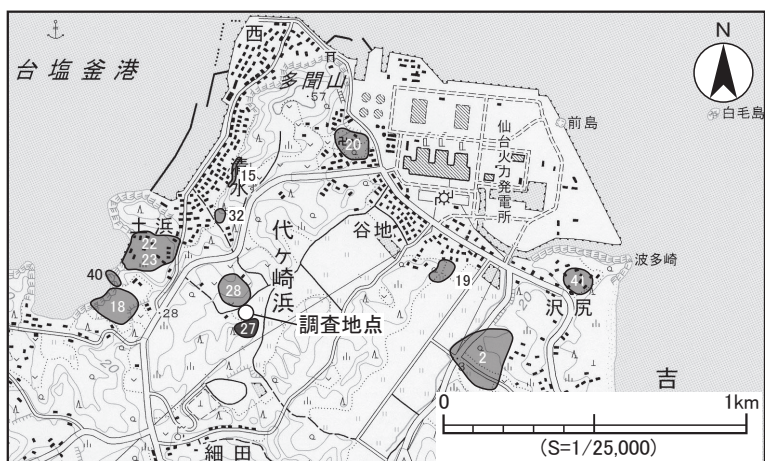 台塩釜港
西
多聞山
・57
N
白毛島
前島
仙台火力発電所
20
15
清水
32
代ヶ崎浜
谷地
土浜
22
23
40
18
・28
28
27
調査地点
19
波多崎
41
沢尻
20
20
2
吉
細田
0 1km
(S=1/25,000)